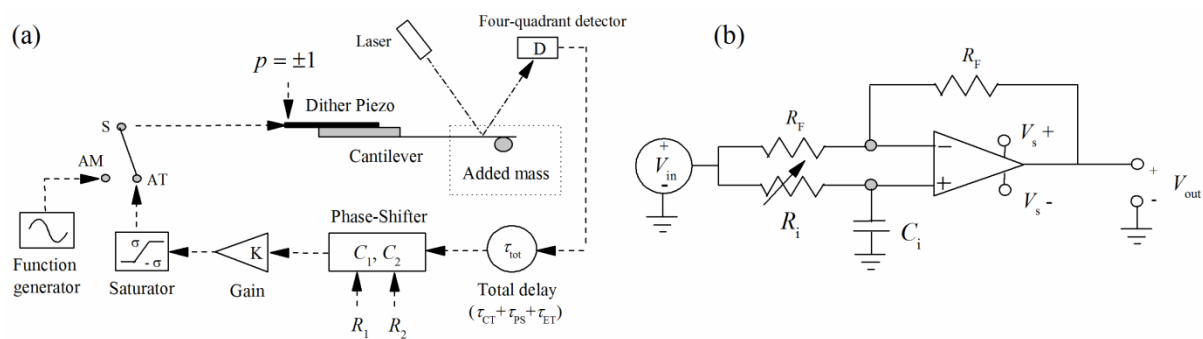 (a)
Four-quadrant detector
Laser
D
p = ±1
Dither Piezo
S
Cantilever
Added mass
AM
AT
Phase-Shifter
σ
- σ
K
C₁, C₂
τtot
Function
generator
Saturator
Gain
Total delay
(τCT+τPS+τET)
R₁
R₂
(b)
RF
RF
Vs +
+
Vin
-
−
+
Vs -
+
Vout
-
Ri
Ci